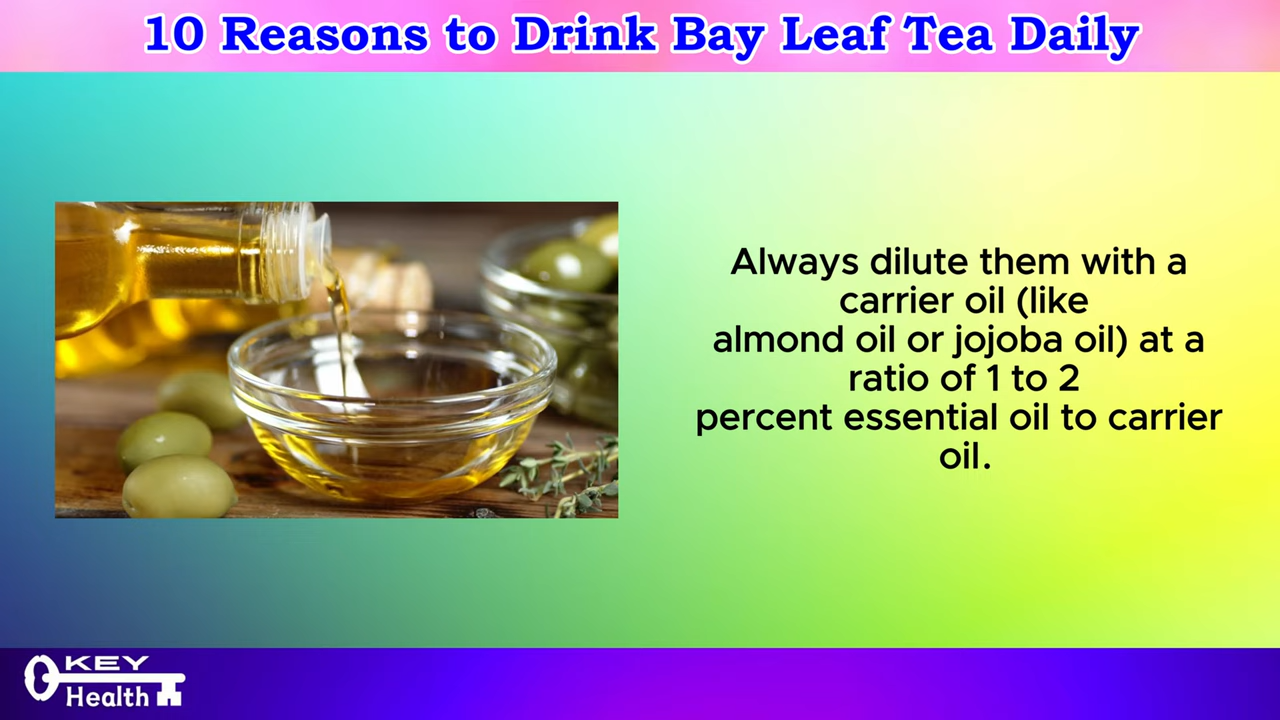 10 Reasons to Drink Bay Leaf Tea Daily
Always dilute them with a
carrier oil (like
almond oil or jojoba oil) at a
ratio of 1 to 2
percent essential oil to carrier
oil.
KEY
Health